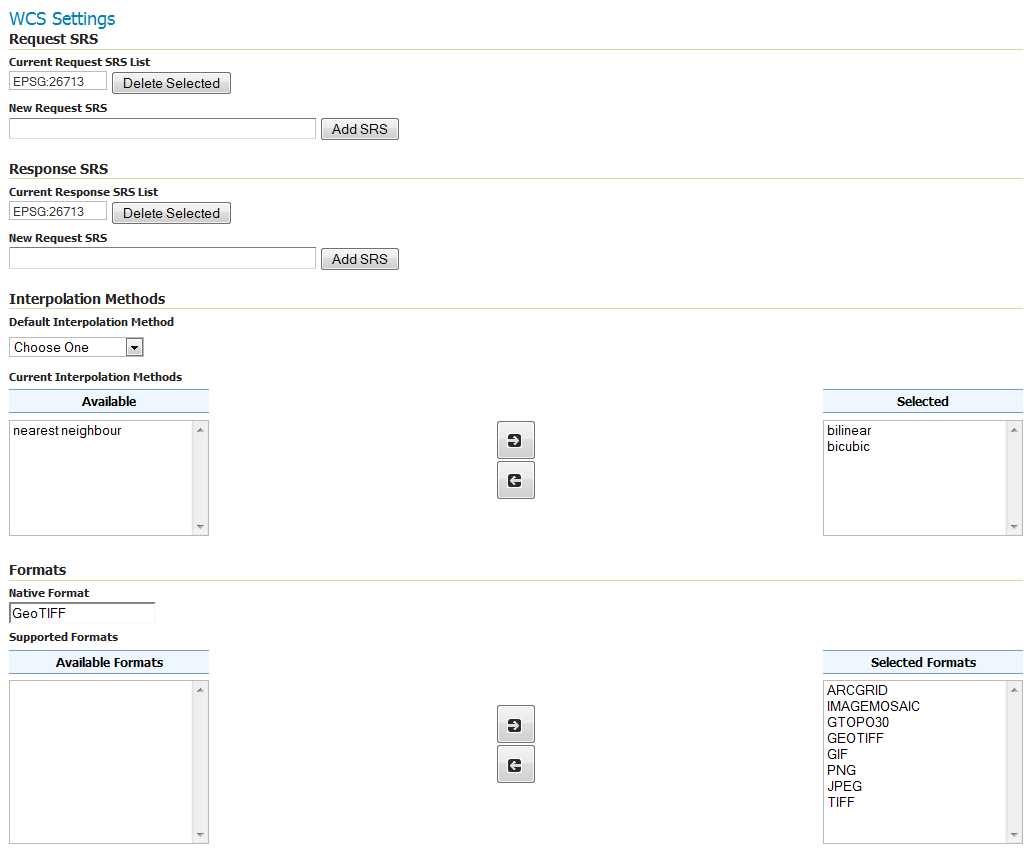 WCS Settings
Request SRS
Current Request SRS List
EPSG:26713 Delete Selected
New Request SRS
Add SRS
Response SRS
Current Response SRS List
EPSG:26713 Delete Selected
New Request SRS
Add SRS
Interpolation Methods
Default Interpolation Method
Choose One
Current Interpolation Methods
Available Selected
nearest neighbour bilinear
bicubic
Formats
Native Format
GeoTIFF
Supported Formats
Available Formats Selected Formats
ARCGRID
IMAGEMOSAIC
GTOPO30
GEOTIFF
GIF
PNG
JPEG
TIFF